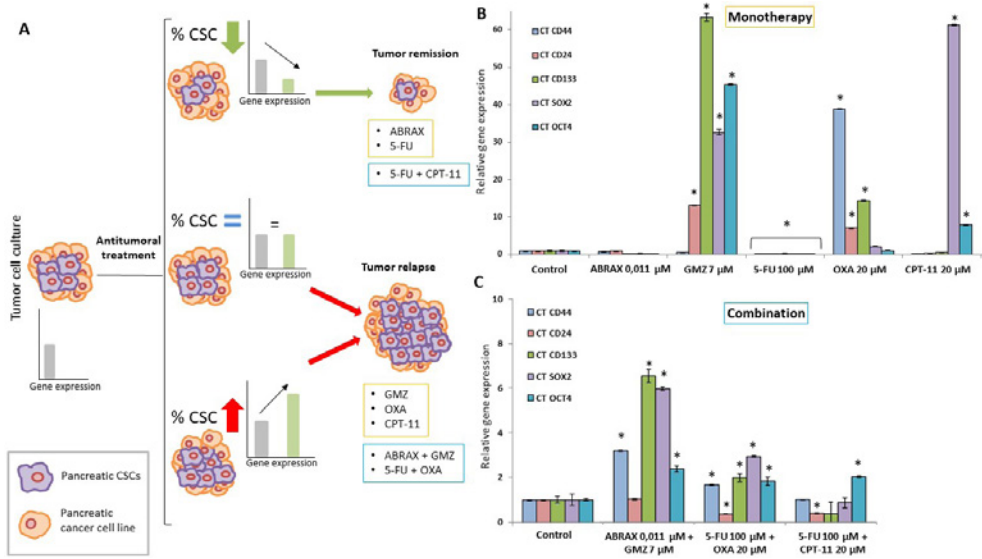 A
% CSC
Gene expression
Tumor remission
• ABRAX
• 5-FU
• 5-FU + CPT-11
Tumor cell culture
Antitumoral
treatment
Gene expression
% CSC
=
Gene expression
Tumor relapse
% CSC
Gene expression
• GMZ
• OXA
• CPT-11
• ABRAX + GMZ
• 5-FU + OXA
Pancreatic CSCs
Pancreatic
cancer cell line
B
Monotherapy
Relative gene expression
60
50
40
30
20
10
0
CT CD44
CT CD24
CT CD133
CT SOX2
CT OCT4
* * * * * * * * * *
Control
ABRAX 0,011 µM
GMZ 7 µM
5-FU 100 µM
OXA 20 µM
CPT-11 20 µM
C
Combination
Relative gene expression
10
8
6
4
2
0
CT CD44
CT CD24
CT CD133
CT SOX2
CT OCT4
* * * * * * * * * * *
Control
ABRAX 0,011 µM +
GMZ 7 µM
5-FU 100 µM +
OXA 20 µM
5-FU 100 µM +
CPT-11 20 µM